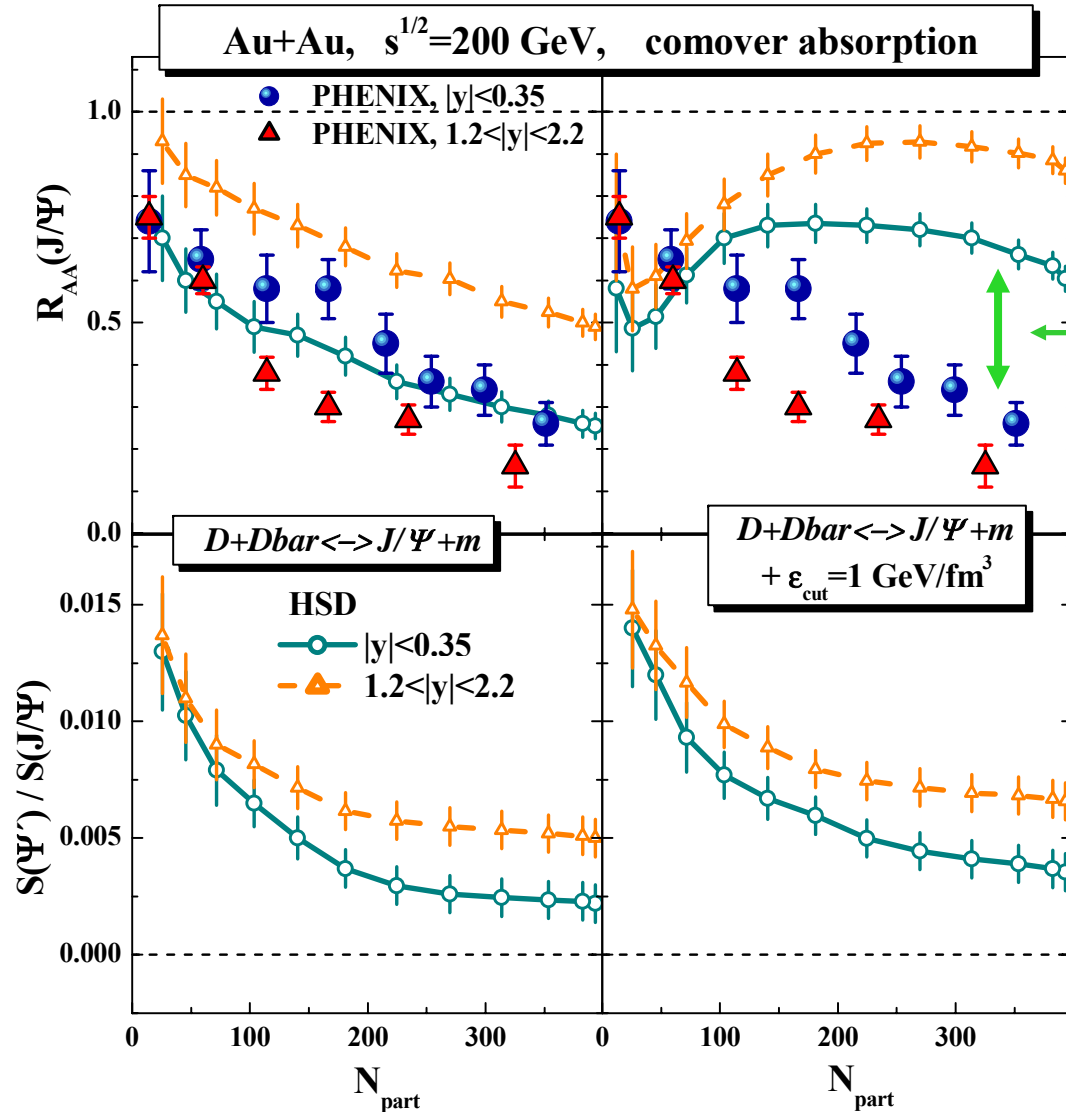 Au+Au, s^1/2=200 GeV, comover absorption
PHENIX, |y|<0.35
PHENIX, 1.2<|y|<2.2
R_AA(J/Ψ)
1.0
0.5
0.0
D+Dbar<->J/Ψ+m
D+Dbar<->J/Ψ+m
+ ε_cut=1 GeV/fm^3
HSD
|y|<0.35
1.2<|y|<2.2
S(Ψ´) / S(J/Ψ)
0.015
0.010
0.005
0.000
0 100 200 300 0 100 200 300
N_part N_part